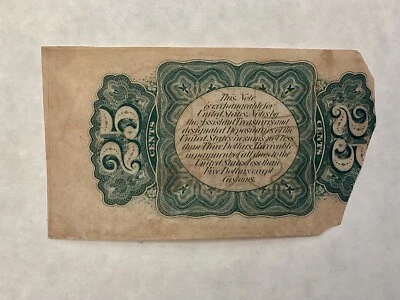 25
CENTS
This Note
is exchangeable for
United States Notes by
the Assistant Treasurers and
designated Depositaries of the
United States in sums not less
than Three Dollars. Receivable
in payment of all dues to the
United States less than
Five Dollars except
Customs.
25
CENTS.